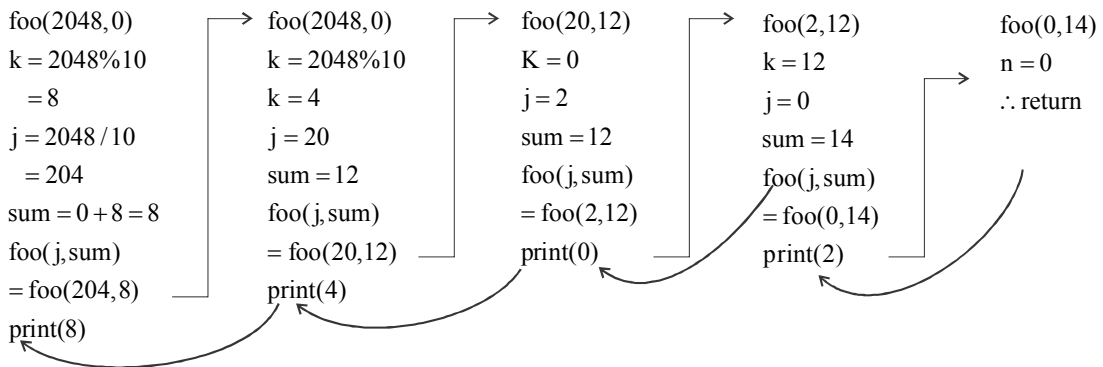 foo(2048,0)
k = 2048%10
= 8
j = 2048 / 10
= 204
sum = 0 + 8 = 8
foo(j,sum)
= foo(204,8)
print(8)
foo(2048,0)
k = 2048%10
k = 4
j = 20
sum = 12
foo(j,sum)
= foo(20,12)
print(4)
foo(20,12)
K = 0
j = 2
sum = 12
foo(j,sum)
= foo(2,12)
print(0)
foo(2,12)
k = 12
j = 0
sum = 14
foo(j,sum)
= foo(0,14)
print(2)
foo(0,14)
n = 0
∴ return